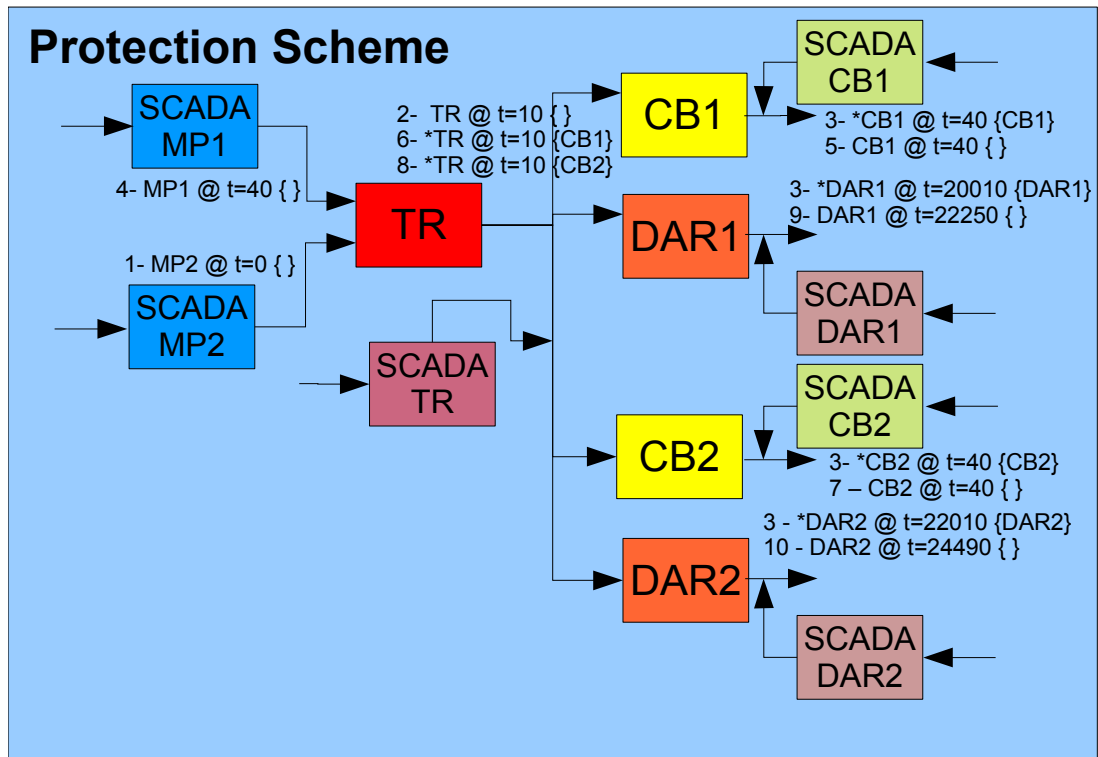 Protection Scheme
SCADA
MP1
4- MP1 @ t=40 { }
1- MP2 @ t=0 { }
SCADA
MP2
2-  TR @ t=10 { }
6- *TR @ t=10 {CB1}
8- *TR @ t=10 {CB2}
TR
SCADA
TR
SCADA
CB1
CB1
3- *CB1 @ t=40 {CB1}
5- CB1 @ t=40 { }
3- *DAR1 @ t=20010 {DAR1}
9- DAR1 @ t=22250 { }
DAR1
SCADA
DAR1
SCADA
CB2
CB2
3- *CB2 @ t=40 {CB2}
7 – CB2 @ t=40 { }
3 - *DAR2 @ t=22010 {DAR2}
10 - DAR2 @ t=24490 { }
DAR2
SCADA
DAR2